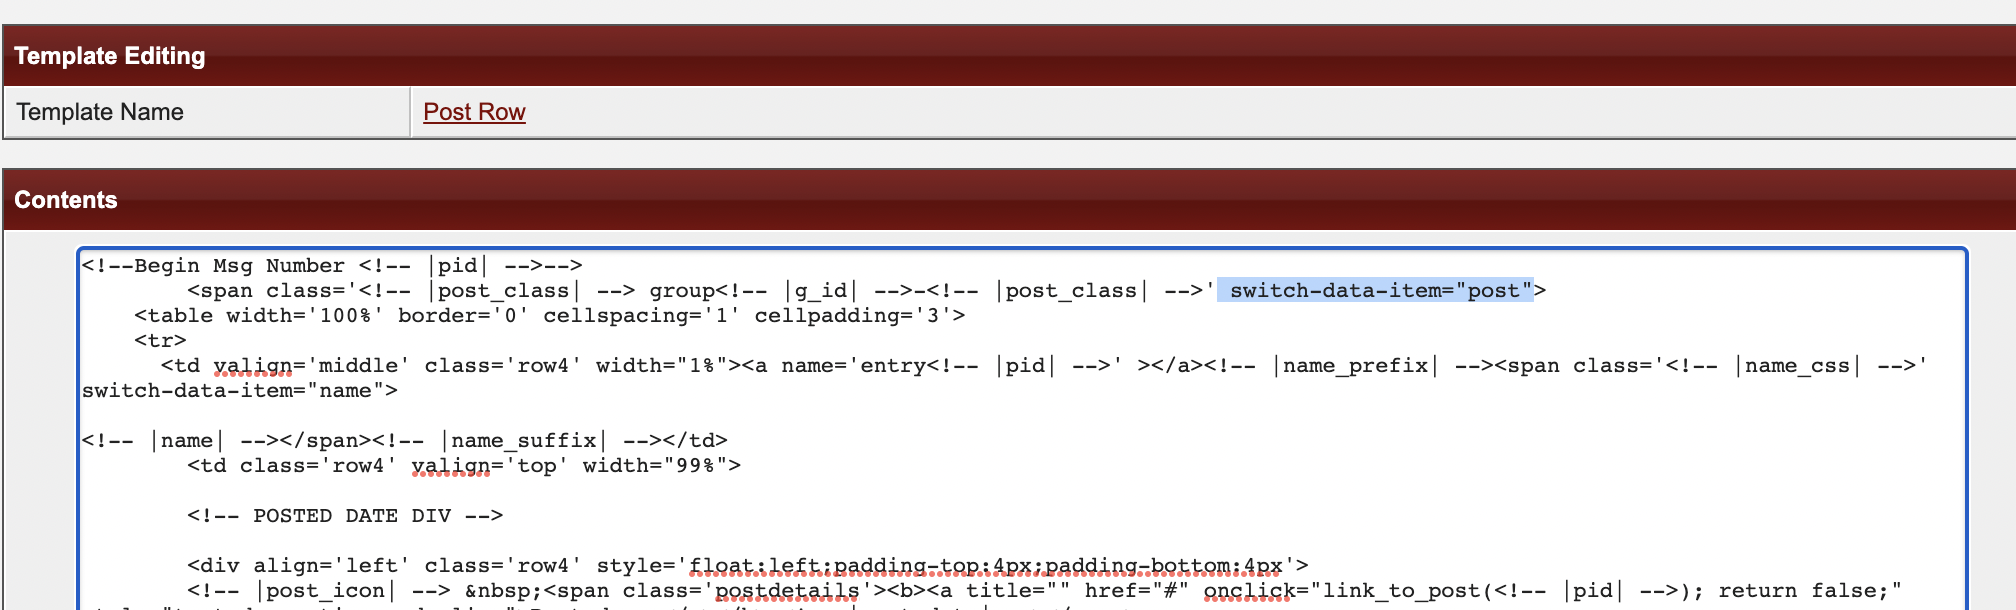 Template Editing
Template Name
Post Row
Contents
<!--Begin Msg Number <!-- |pid| -->-->
<span class='<!-- |post_class| --> group<!-- |g_id| -->-<!-- |post_class| -->' switch-data-item="post">
<table width='100%' border='0' cellspacing='1' cellpadding='3'>
<tr>
<td valign='middle' class='row4' width="1%"><a name='entry<!-- |pid| -->' ></a><!-- |name_prefix| --><span class='<!-- |name_css| -->'
switch-data-item="name">
<!-- |name| --></span><!-- |name_suffix| --></td>
<td class='row4' valign='top' width="99%">
<!-- POSTED DATE DIV -->
<div align='left' class='row4' style='float:left;padding-top:4px;padding-bottom:4px'>
<!-- |post_icon| --> &nbsp;<span class='postdetails'><b><a title="" href="#" onclick="link_to_post(<!-- |pid| -->); return false;"